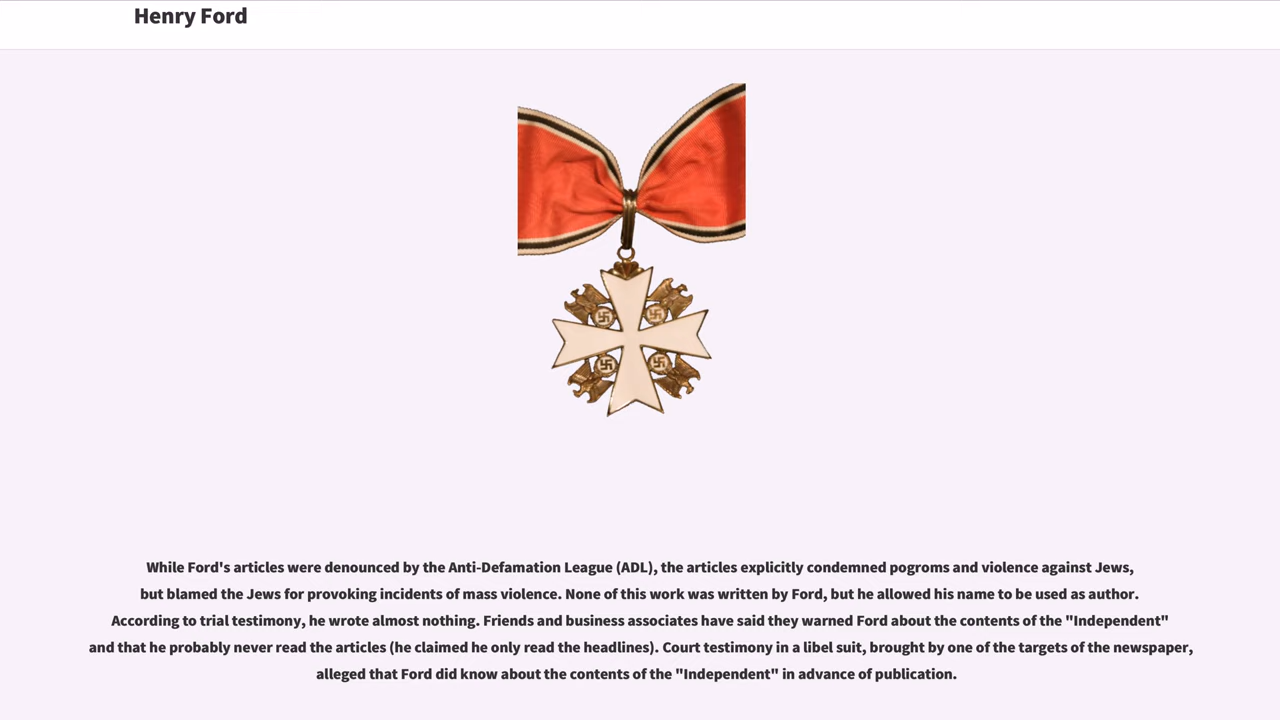 Henry Ford
While Ford's articles were denounced by the Anti-Defamation League (ADL), the articles explicitly condemned pogroms and violence against Jews,
but blamed the Jews for provoking incidents of mass violence. None of this work was written by Ford, but he allowed his name to be used as author.
According to trial testimony, he wrote almost nothing. Friends and business associates have said they warned Ford about the contents of the "Independent"
and that he probably never read the articles (he claimed he only read the headlines). Court testimony in a libel suit, brought by one of the targets of the newspaper,
alleged that Ford did know about the contents of the "Independent" in advance of publication.